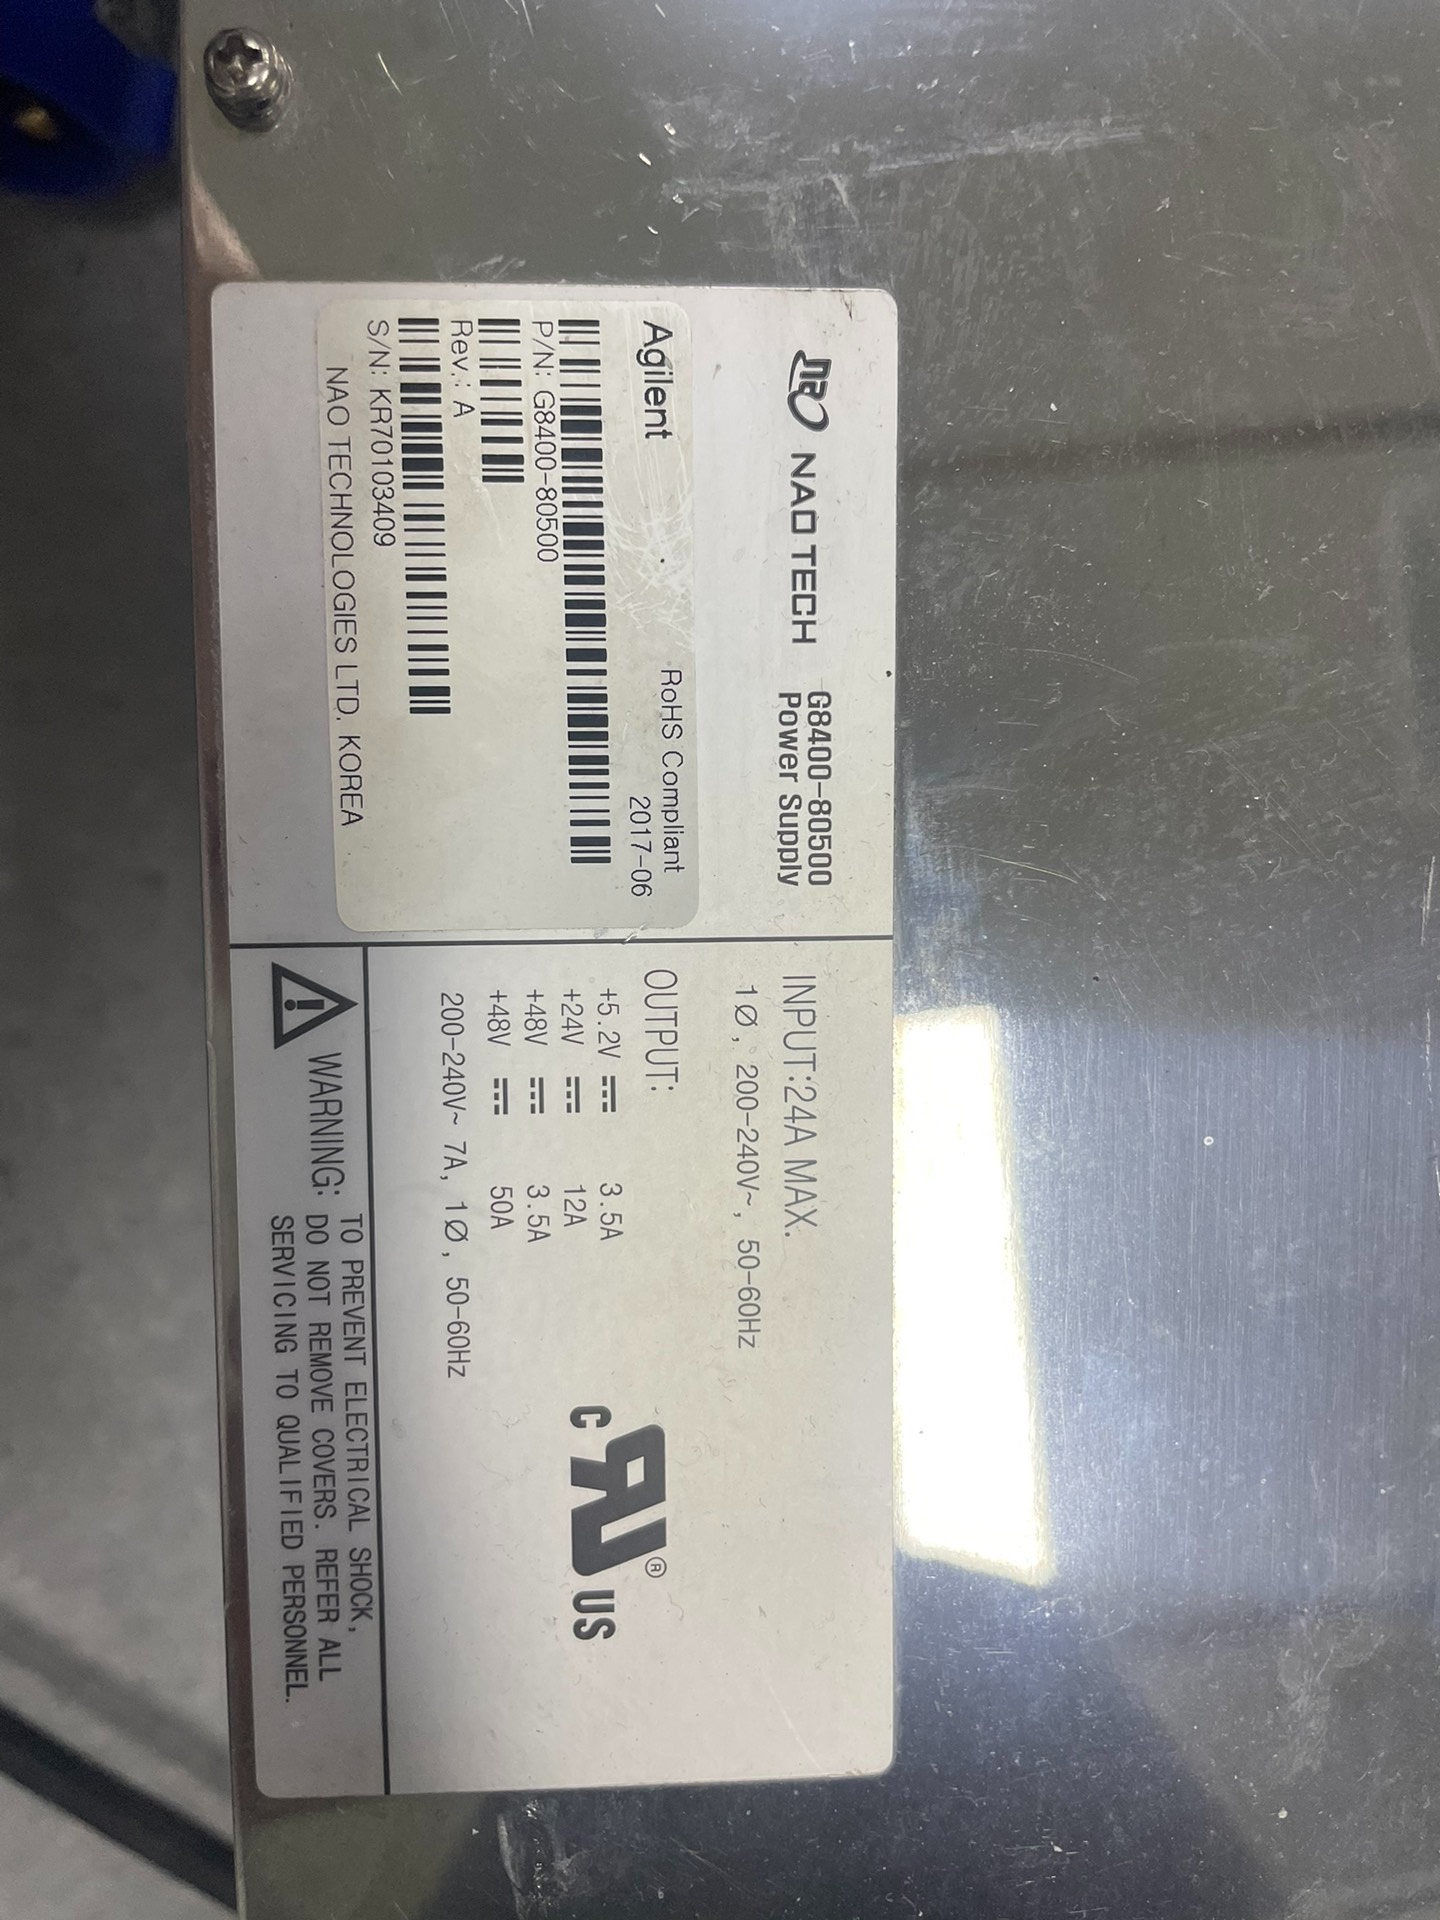 NAO TECH
G8400-80500
Power Supply
Agilent
RoHS Compliant
2017-06
P/N: G8400-80500
Rev.: A
S/N: KR70103409
NAO TECHNOLOGIES LTD. KOREA
INPUT:24A MAX.
1Ø, 200-240V~, 50-60Hz
OUTPUT:
+5.2V ⎓ 3.5A
+24V ⎓ 12A
+48V ⎓ 3.5A
+48V ⎓ 50A
200-240V~ 7A, 1Ø, 50-60Hz
c RU ® US
WARNING: TO PREVENT ELECTRICAL SHOCK,
DO NOT REMOVE COVERS. REFER ALL
SERVICING TO QUALIFIED PERSONNEL.